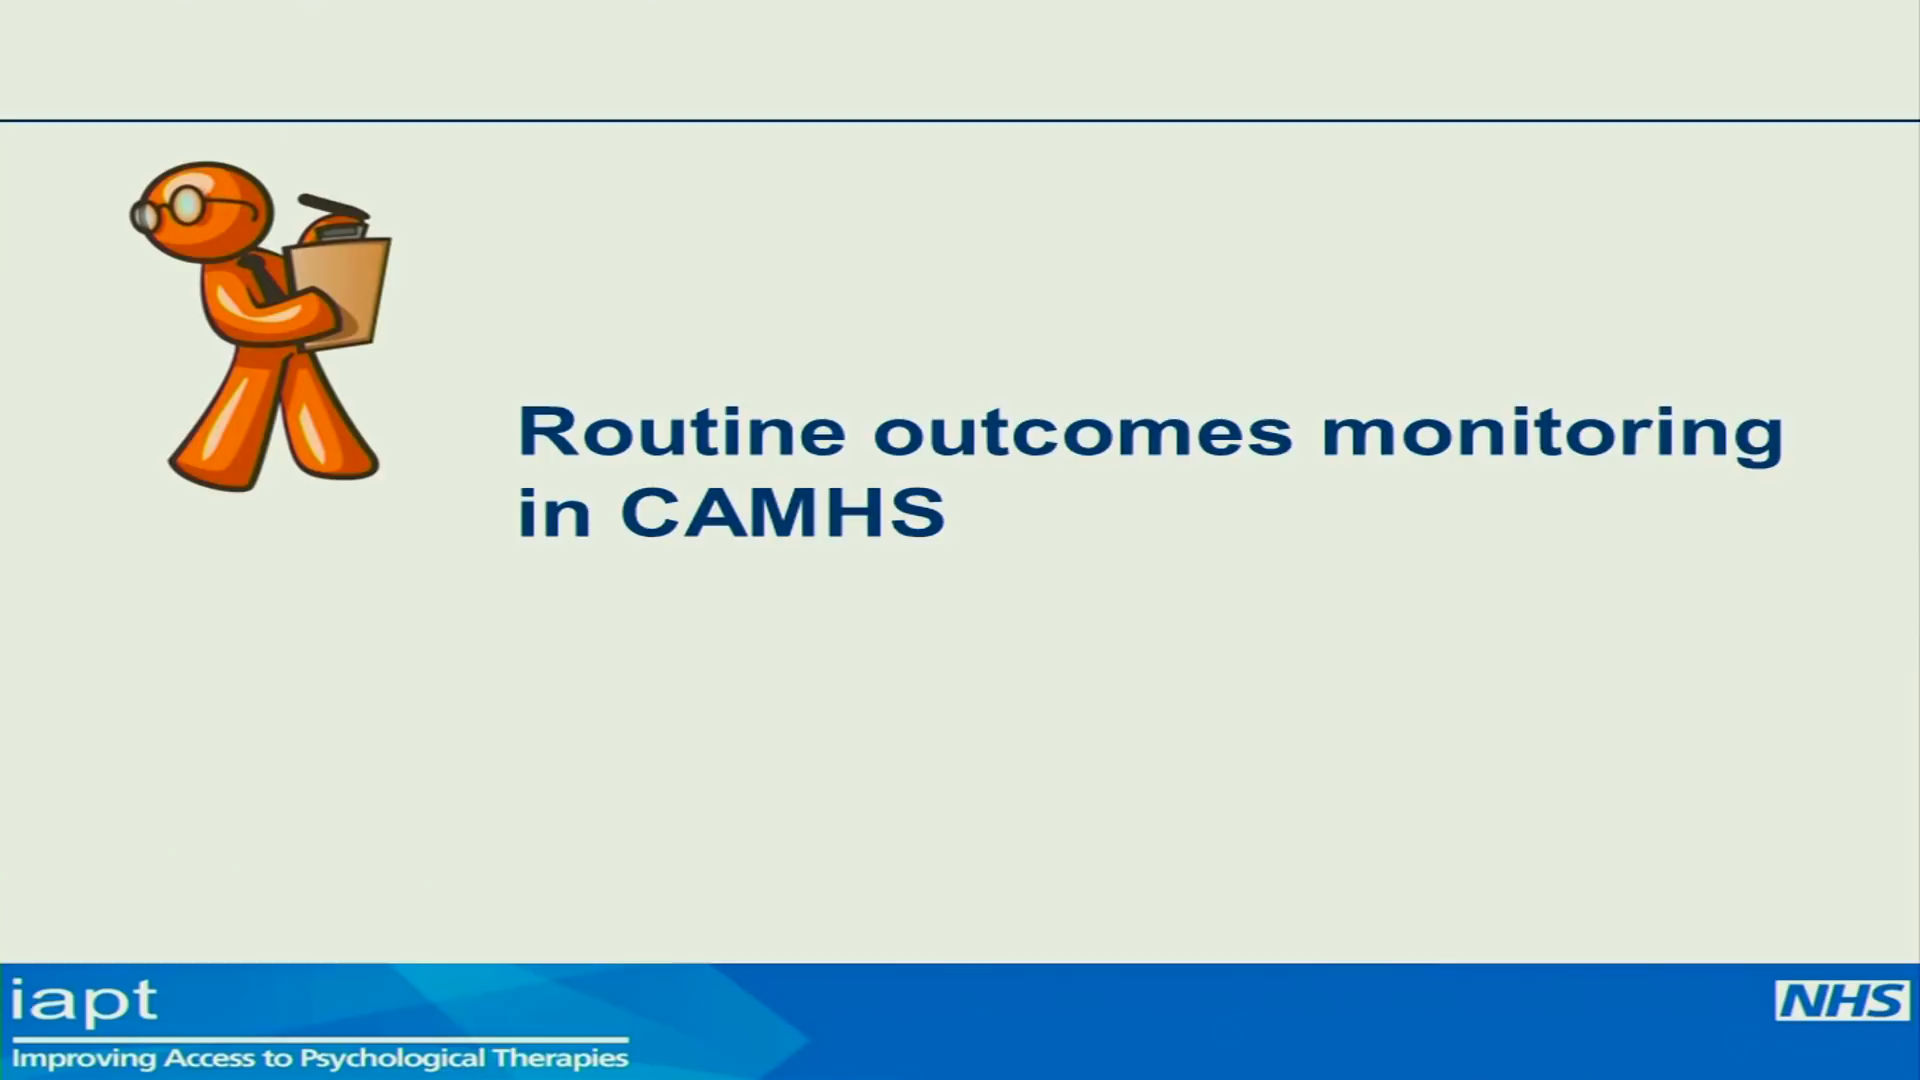 Routine outcomes monitoring
in CAMHS
iapt
Improving Access to Psychological Therapies
NHS